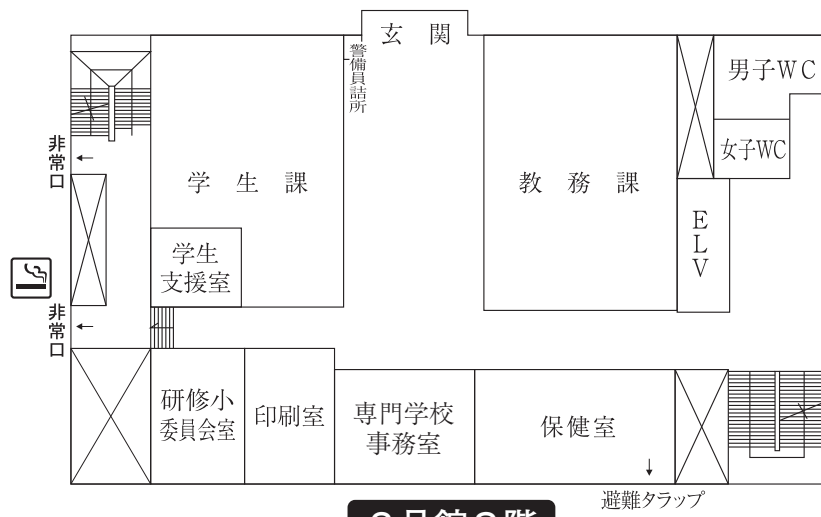 玄関
警備員詰所
男子WC
女子WC
非常口
学生課
教務課
ELV
学生
支援室
非常口
研修小
委員会室
印刷室
専門学校
事務室
保健室
避難タラップ